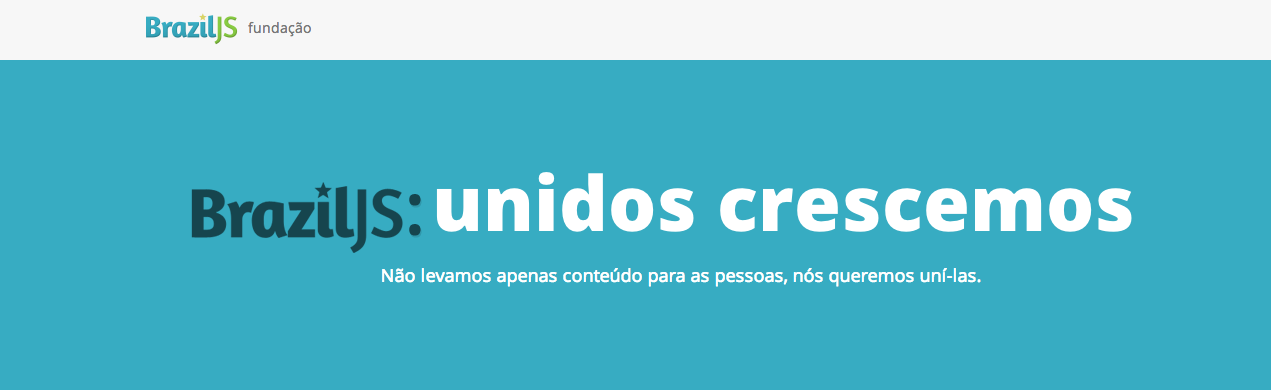 BrazilJS fundação
BrazilJS: unidos crescemos
Não levamos apenas conteúdo para as pessoas, nós queremos uní-las.